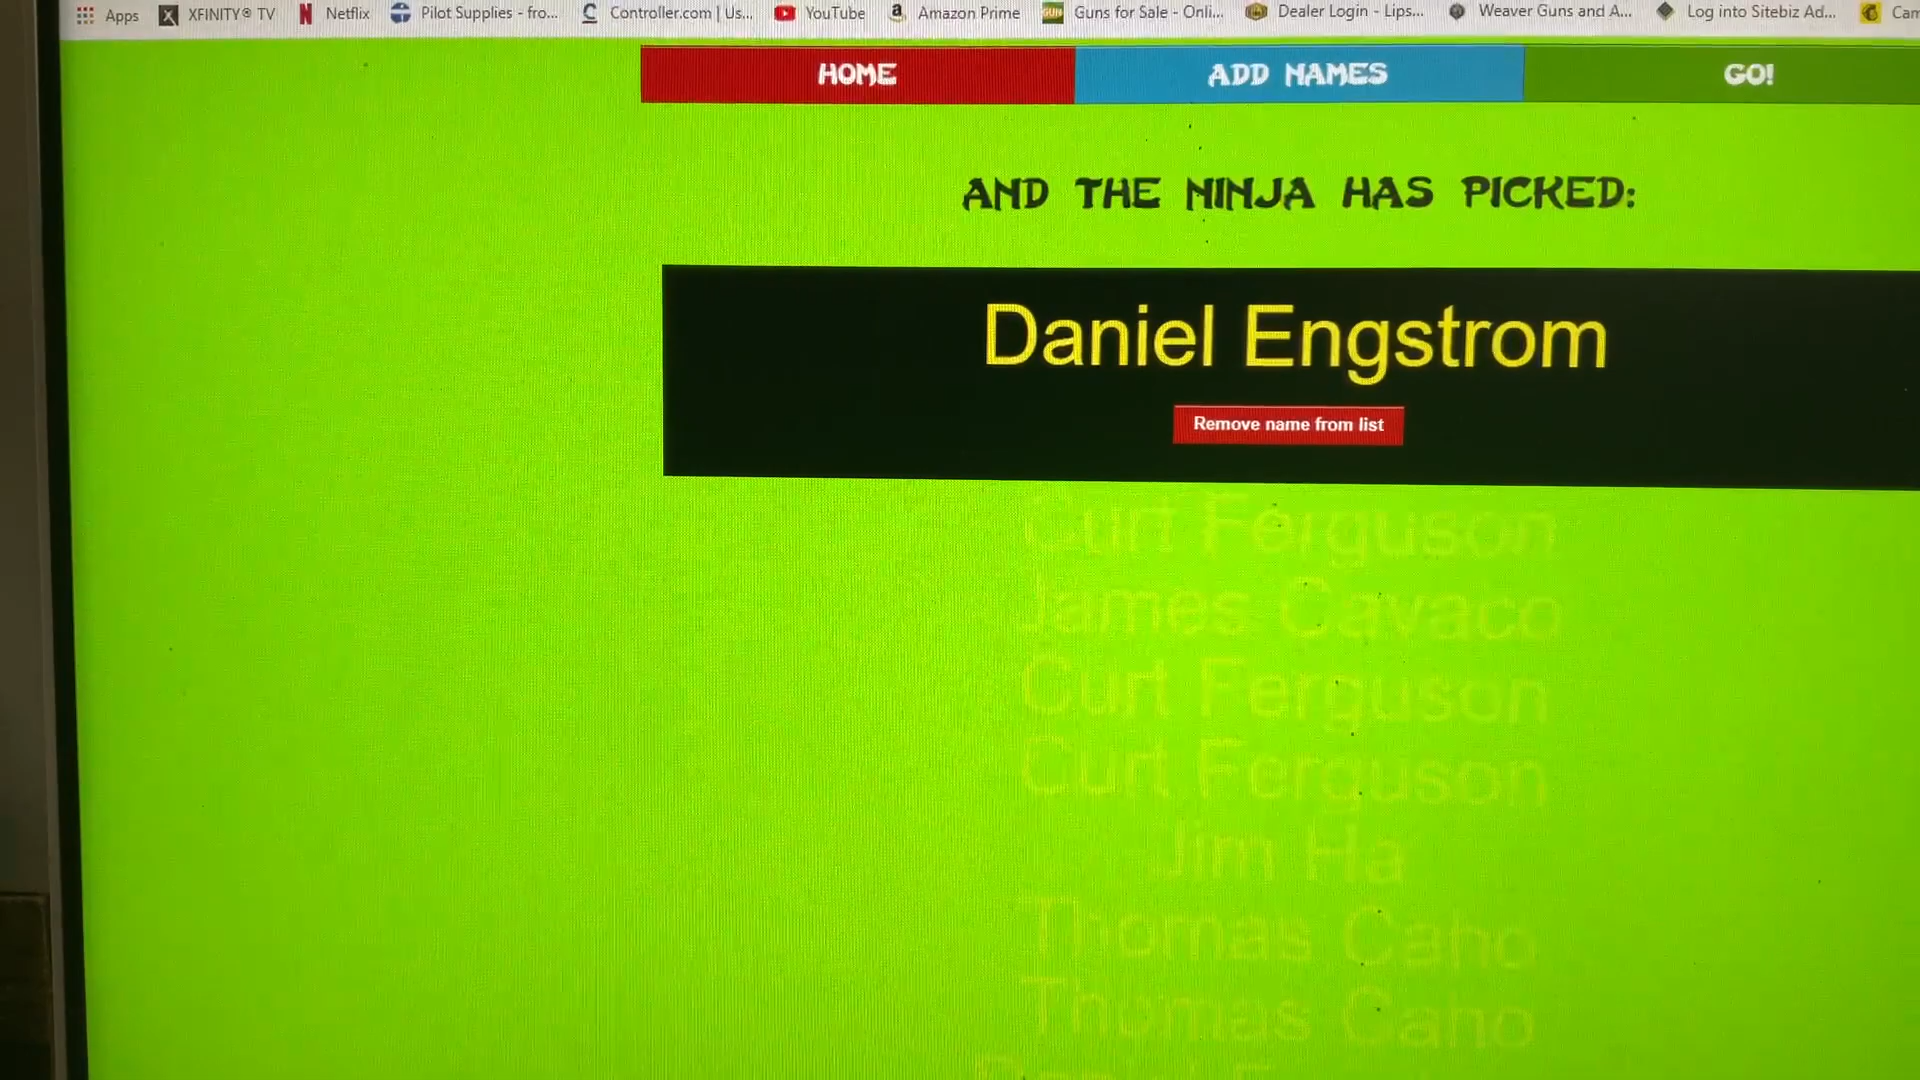 Apps XFINITY® TV Netflix Pilot Supplies - fro... Controller.com | Us... YouTube Amazon Prime Guns for Sale - Onli... Dealer Login - Lips... Weaver Guns and A... Log into Sitebiz Ad...
HOME ADD NAMES GO!
AND THE NINJA HAS PICKED:
Daniel Engstrom
Remove name from list
Curt Ferguson
James Cavaco
Curt Ferguson
Curt Ferguson
Jim Ha
Thomas Caho
Thomas Caho